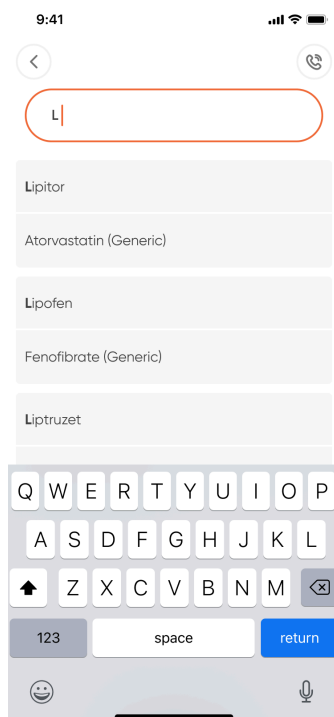 9:41
L
Lipitor
Atorvastatin (Generic)
Lipofen
Fenofibrate (Generic)
Liptruzet
Q W E R T Y U I O P
A S D F G H J K L
Z X C V B N M
123 space return